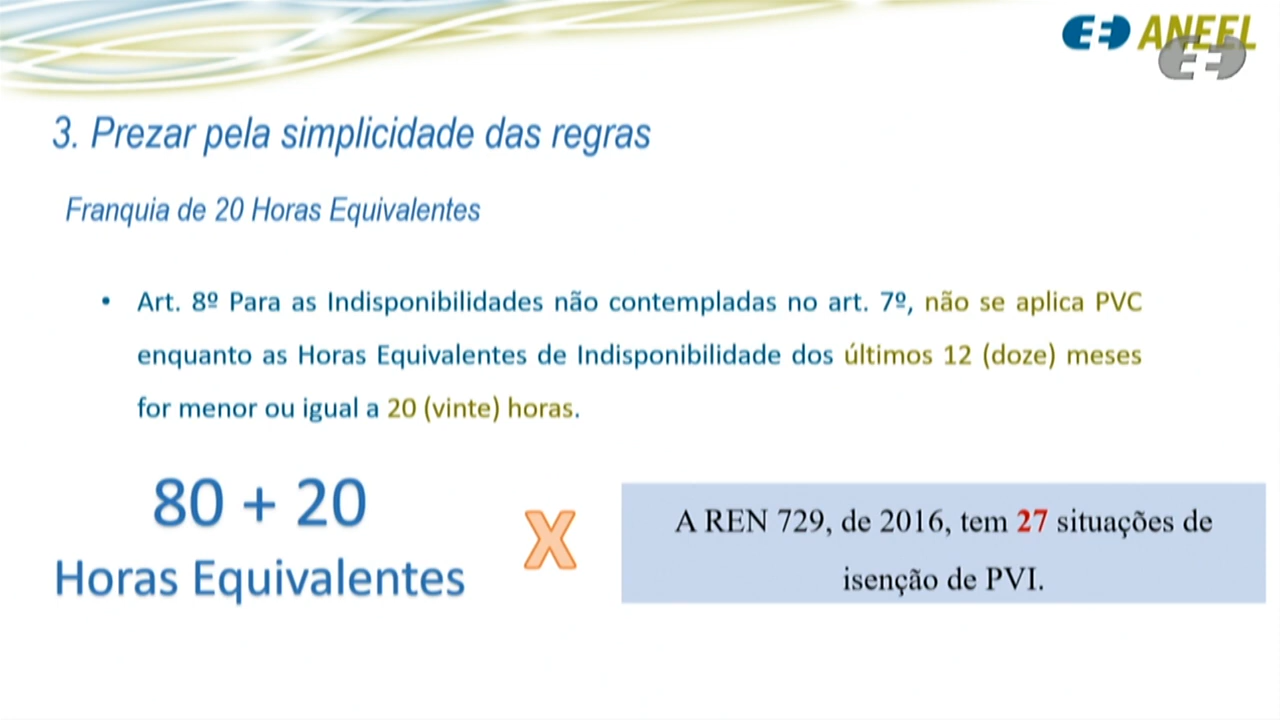 ANEEL
3. Prezar pela simplicidade das regras
Franquia de 20 Horas Equivalentes
• Art. 8º Para as Indisponibilidades não contempladas no art. 7º, não se aplica PVC
enquanto as Horas Equivalentes de Indisponibilidade dos últimos 12 (doze) meses
for menor ou igual a 20 (vinte) horas.
80 + 20
Horas Equivalentes
X
A REN 729, de 2016, tem 27 situações de
isenção de PVI.